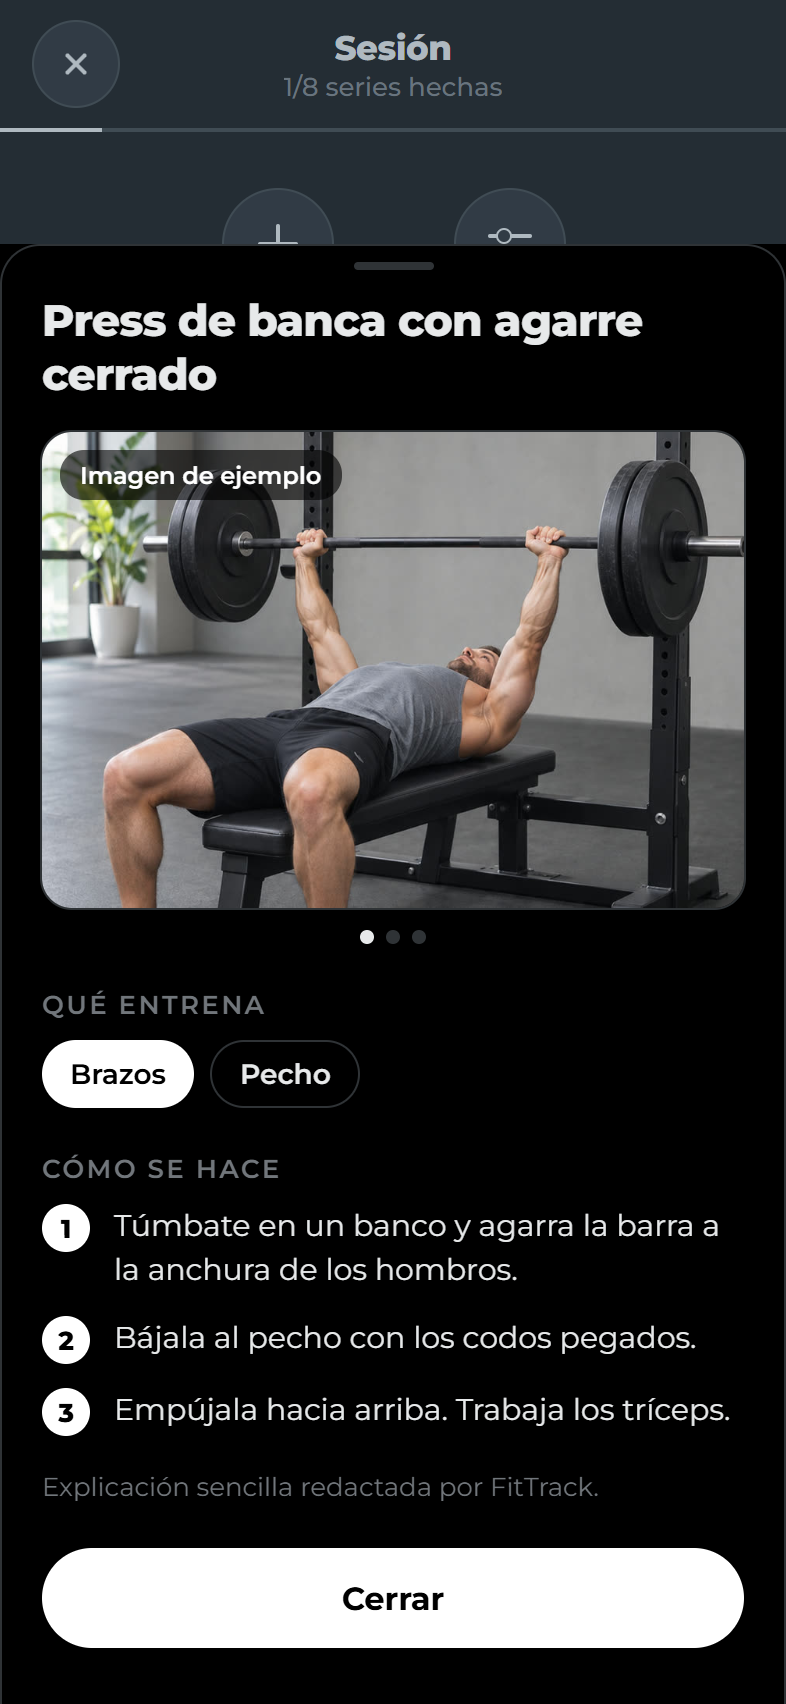 Sesión
1/8 series hechas
Press de banca con agarre
cerrado
Imagen de ejemplo
QUÉ ENTRENA
Brazos
Pecho
CÓMO SE HACE
1
Túmbate en un banco y agarra la barra a
la anchura de los hombros.
2
Bájala al pecho con los codos pegados.
3
Empújala hacia arriba. Trabaja los tríceps.
Explicación sencilla redactada por FitTrack.
Cerrar